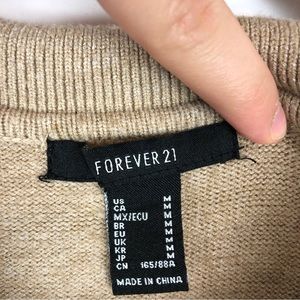 FOREVER 21
US M
CA M
MX/ECU M
BR M
EU M
UK M
KR M
JP M
CN 165/88A
MADE IN CHINA